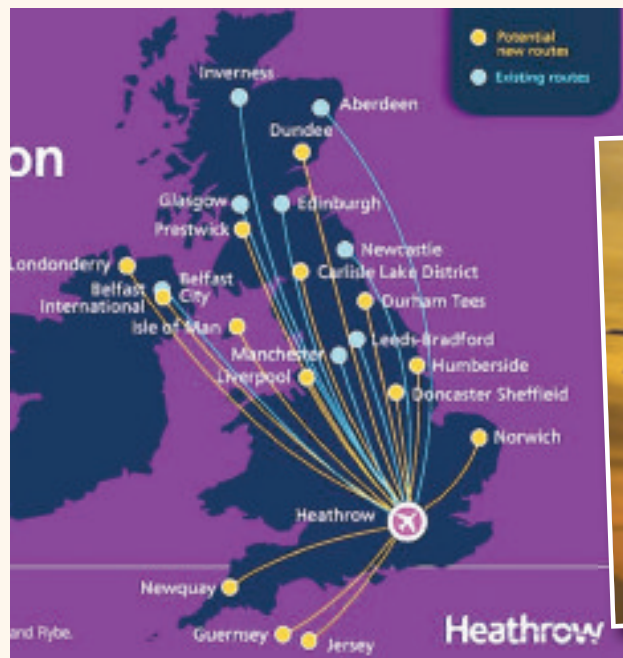 Potential
new routes
Existing routes
on
Inverness
Aberdeen
Dundee
Glasgow
Edinburgh
Prestwick
Newcastle
Londonderry
Carlisle Lake District
Belfast
City
Belfast
International
Durham Tees
Isle of Man
Leeds-Bradford
Manchester
Humberside
Liverpool
Doncaster Sheffield
Norwich
Heathrow
Newquay
and Flybe.
Guernsey
Jersey
Heathrow